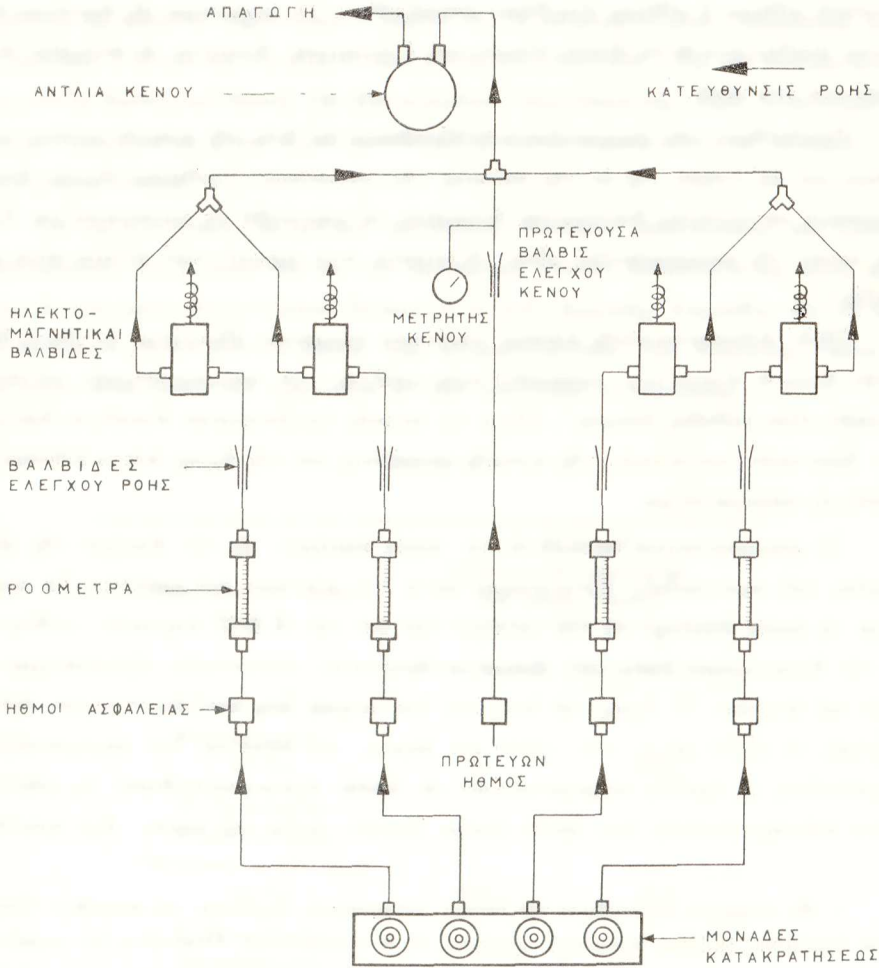 ΑΠΑΓΩΓΗ
ΑΝΤΛΙΑ ΚΕΝΟΥ
ΚΑΤΕΥΘΥΝΣΙΣ ΡΟΗΣ
ΠΡΩΤΕΥΟΥΣΑ
ΒΑΛΒΙΣ
ΕΛΕΓΧΟΥ
ΚΕΝΟΥ
ΜΕΤΡΗΤΗΣ
ΚΕΝΟΥ
ΗΛΕΚΤΟ-
ΜΑΓΝΗΤΙΚΑΙ
ΒΑΛΒΙΔΕΣ
ΒΑΛΒΙΔΕΣ
ΕΛΕΓΧΟΥ ΡΟΗΣ
ΡΟΟΜΕΤΡΑ
ΗΘΜΟΙ ΑΣΦΑΛΕΙΑΣ
ΠΡΩΤΕΥΩΝ
ΗΘΜΟΣ
ΜΟΝΑΔΕΣ
ΚΑΤΑΚΡΑΤΗΣΕΩΣ